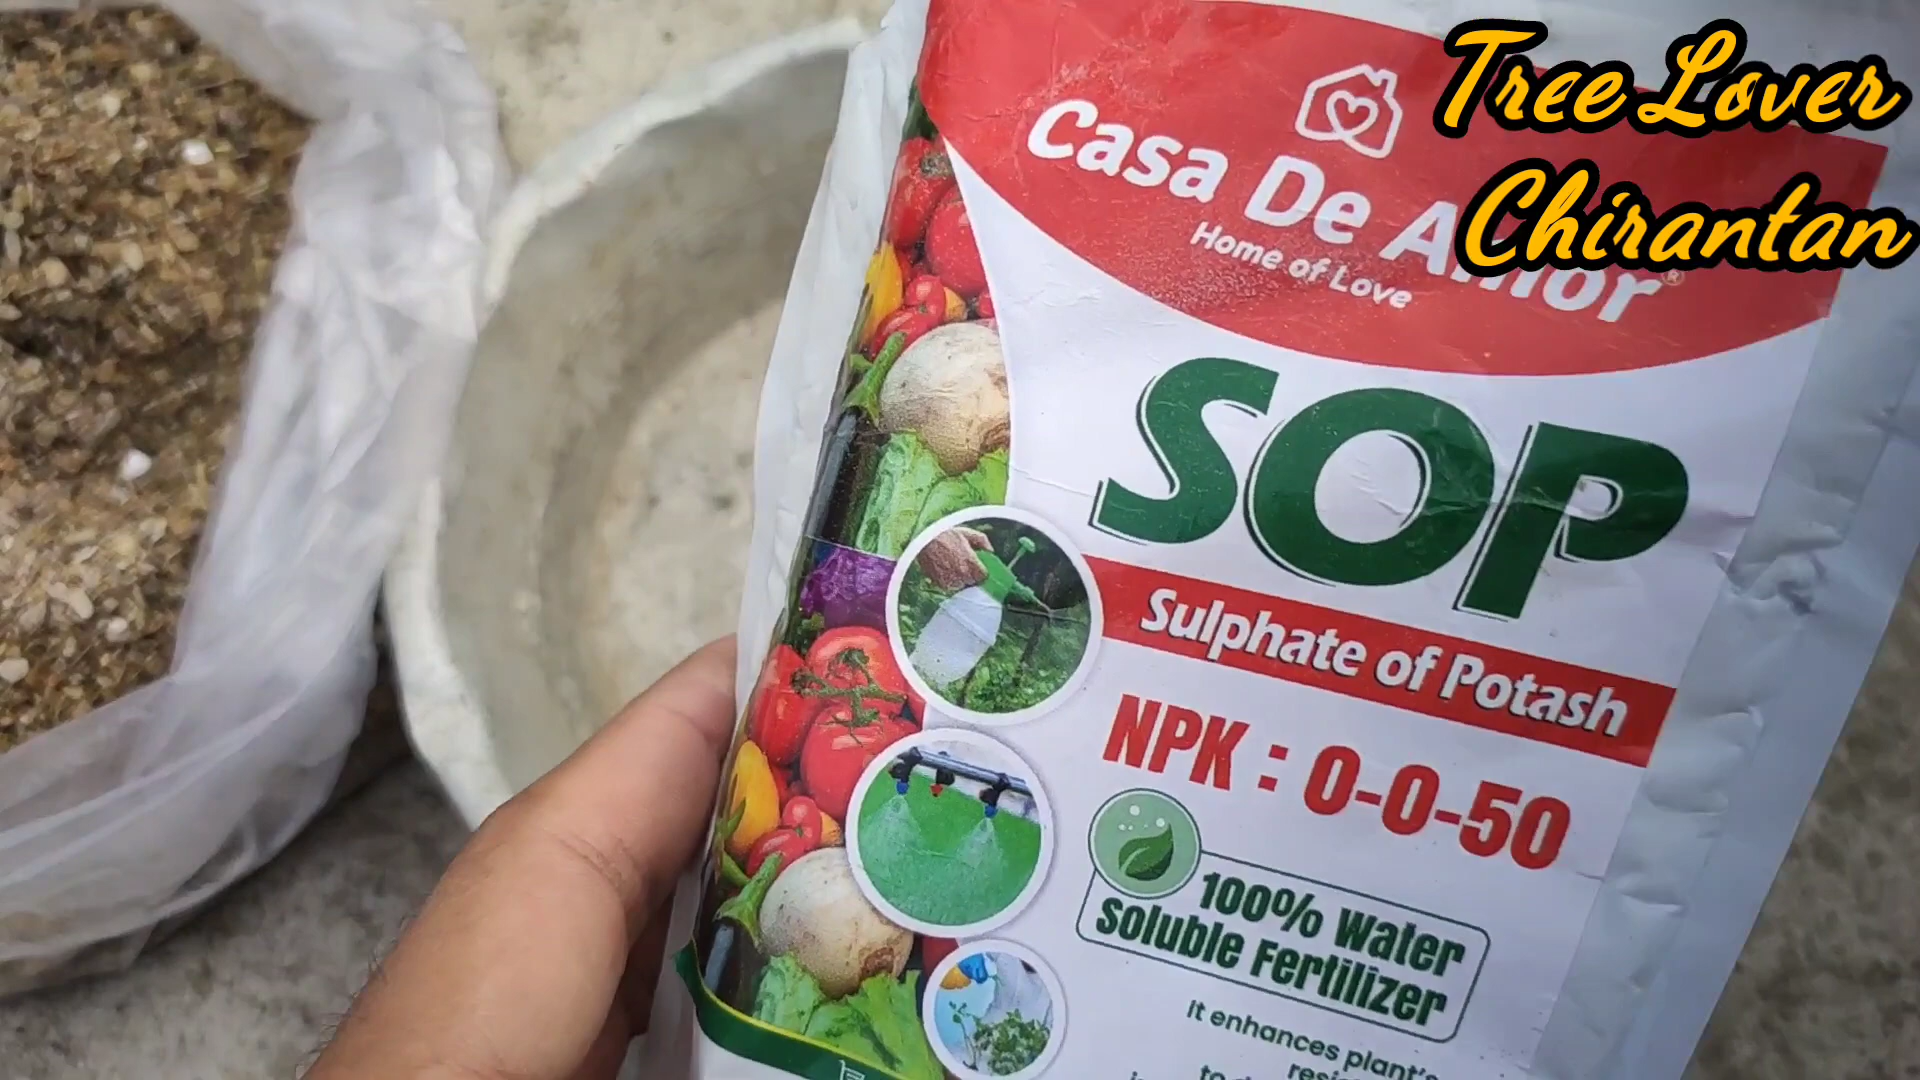 Tree Lover
Chirantan
Casa De Amor®
Home of Love
SOP
Sulphate of Potash
NPK : 0-0-50
100% Water
Soluble Fertilizer
It enhances plant's